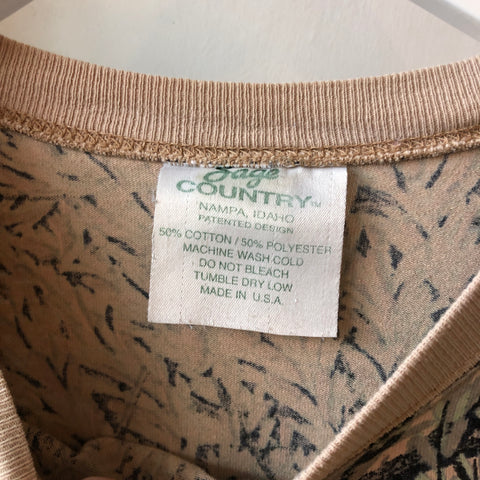 Sage
COUNTRY™
NAMPA, IDAHO
PATENTED DESIGN
50% COTTON / 50% POLYESTER
MACHINE WASH COLD
DO NOT BLEACH
TUMBLE DRY LOW
MADE IN U.S.A.